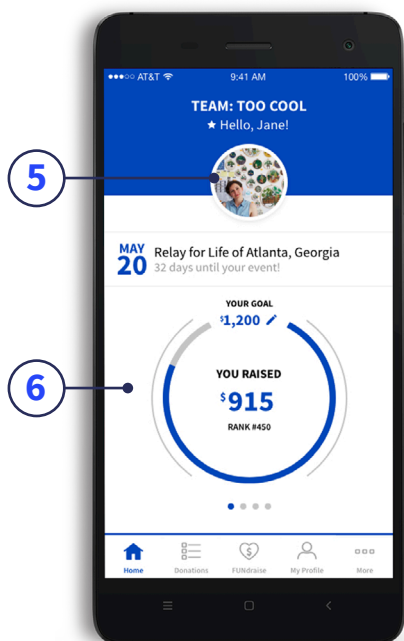 AT&T 9:41 AM 100%
TEAM: TOO COOL
★ Hello, Jane!
5
MAY
20
Relay for Life of Atlanta, Georgia
32 days until your event!
YOUR GOAL
$1,200
6
YOU RAISED
$915
RANK #450
Home Donations FUNdrsise My Profile More